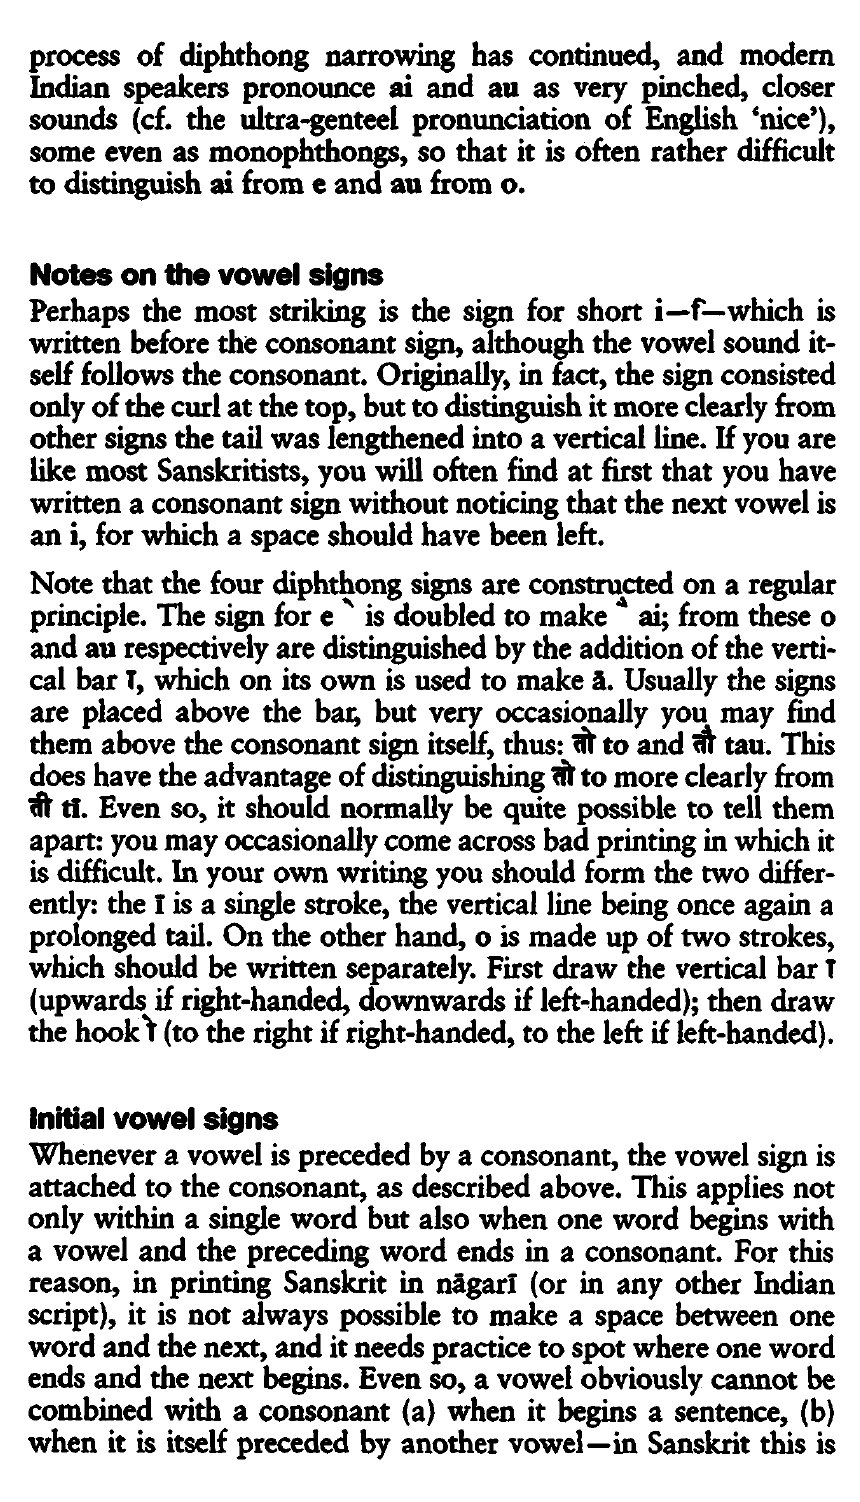 process of diphthong narrowing has continued, and modern
Indian speakers pronounce ai and au as very pinched, closer
sounds (cf. the ultra-genteel pronunciation of English ‘nice’),
some even as monophthongs, so that it is often rather difficult
to distinguish ai from e and au from o.
Notes on the vowel signs
Perhaps the most striking is the sign for short i—ि—which is
written before the consonant sign, although the vowel sound it-
self follows the consonant. Originally, in fact, the sign consisted
only of the curl at the top, but to distinguish it more clearly from
other signs the tail was lengthened into a vertical line. If you are
like most Sanskritists, you will often find at first that you have
written a consonant sign without noticing that the next vowel is
an i, for which a space should have been left.
Note that the four diphthong signs are constructed on a regular
principle. The sign for e े is doubled to make ै ai; from these o
and au respectively are distinguished by the addition of the verti-
cal bar ा, which on its own is used to make ā. Usually the signs
are placed above the bar, but very occasionally you may find
them above the consonant sign itself, thus: तो to and तौ tau. This
does have the advantage of distinguishing तो to more clearly from
ती tī. Even so, it should normally be quite possible to tell them
apart: you may occasionally come across bad printing in which it
is difficult. In your own writing you should form the two differ-
ently: the ī is a single stroke, the vertical line being once again a
prolonged tail. On the other hand, o is made up of two strokes,
which should be written separately. First draw the vertical bar ा
(upwards if right-handed, downwards if left-handed); then draw
the hook ो (to the right if right-handed, to the left if left-handed).
Initial vowel signs
Whenever a vowel is preceded by a consonant, the vowel sign is
attached to the consonant, as described above. This applies not
only within a single word but also when one word begins with
a vowel and the preceding word ends in a consonant. For this
reason, in printing Sanskrit in nāgarī (or in any other Indian
script), it is not always possible to make a space between one
word and the next, and it needs practice to spot where one word
ends and the next begins. Even so, a vowel obviously cannot be
combined with a consonant (a) when it begins a sentence, (b)
when it is itself preceded by another vowel—in Sanskrit this is